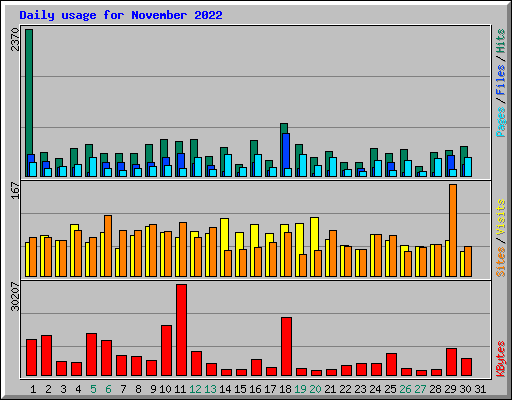 Daily usage for November 2022
2370
Pages / Files / Hits
167
Sites / Visits
30207
KBytes
1 2 3 4 5 6 7 8 9 10 11 12 13 14 15 16 17 18 19 20 21 22 23 24 25 26 27 28 29 30 31